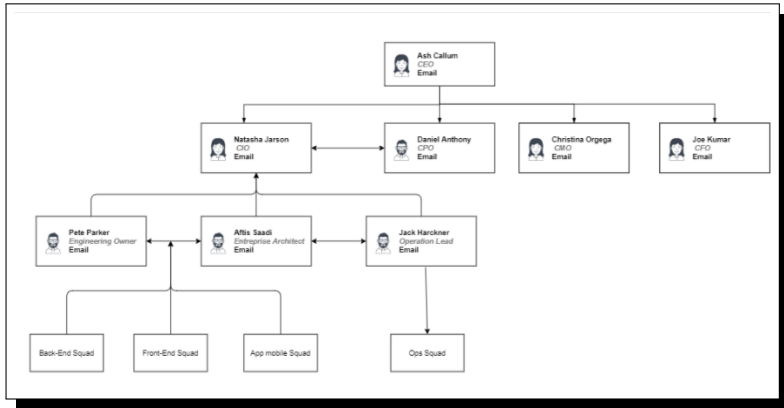 Ash Callum
CEO
Email
Natasha Jarson
CIO
Email
Daniel Anthony
CPO
Email
Christina Orgega
CMO
Email
Joe Kumar
CFO
Email
Pete Parker
Engineering Owner
Email
Aftis Saadi
Entreprise Architect
Email
Jack Harckner
Operation Lead
Email
Back-End Squad
Front-End Squad
App mobile Squad
Ops Squad